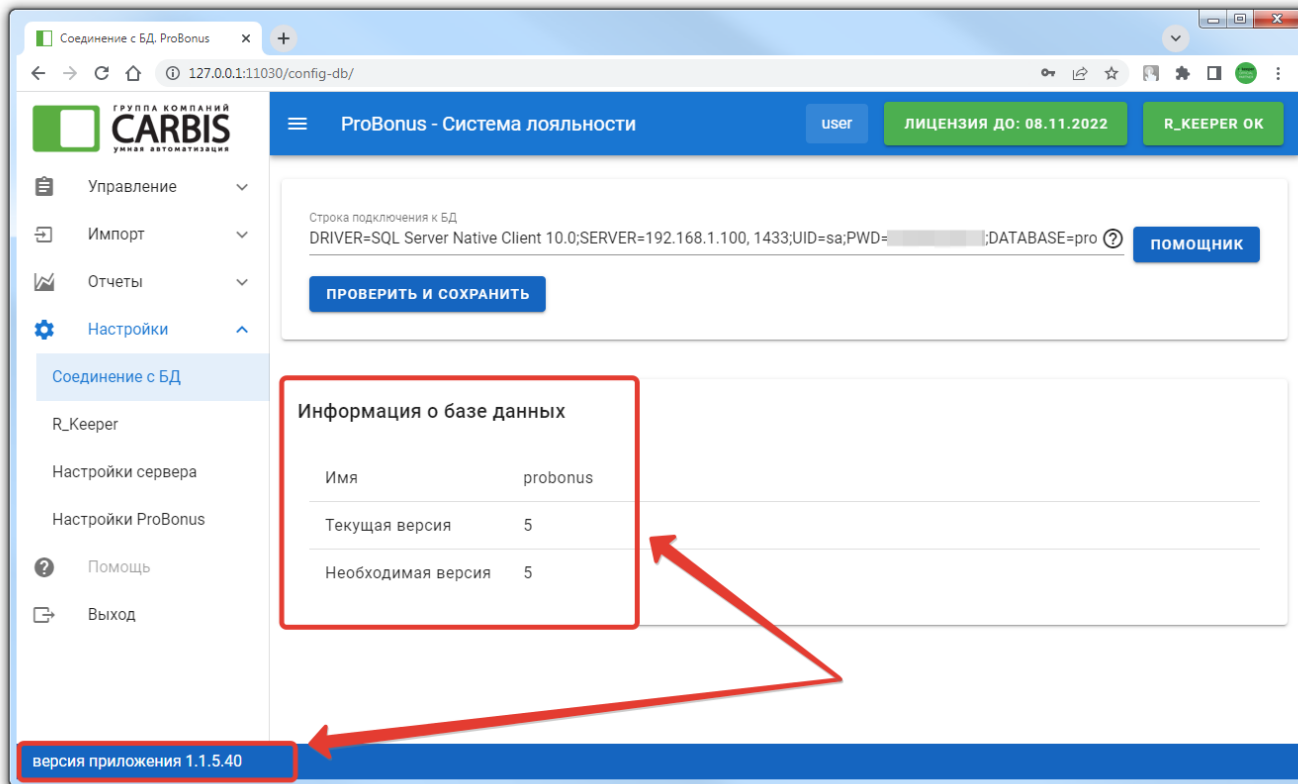 Соединение с БД. ProBonus
127.0.0.1:11030/config-db/
ГРУППА КОМПАНИЙ
CARBIS
умная автоматизация
ProBonus - Система лояльности
user
ЛИЦЕНЗИЯ ДО: 08.11.2022
R_KEEPER OK
Управление
Импорт
Отчеты
Настройки
Соединение с БД
R_Keeper
Настройки сервера
Настройки ProBonus
Помощь
Выход
Строка подключения к БД
DRIVER=SQL Server Native Client 10.0;SERVER=192.168.1.100, 1433;UID=sa;PWD= ;DATABASE=pro
ПОМОЩНИК
ПРОВЕРИТЬ И СОХРАНИТЬ
Информация о базе данных
Имя probonus
Текущая версия 5
Необходимая версия 5
версия приложения 1.1.5.40